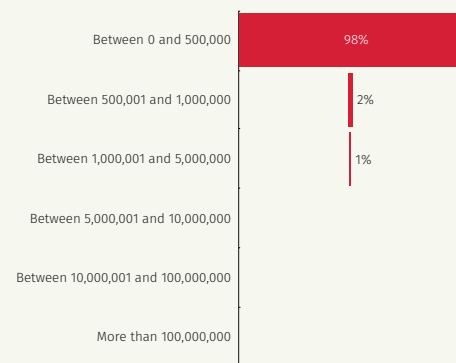 Between 0 and 500,000 98%
Between 500,001 and 1,000,000 2%
Between 1,000,001 and 5,000,000 1%
Between 5,000,001 and 10,000,000
Between 10,000,001 and 100,000,000
More than 100,000,000